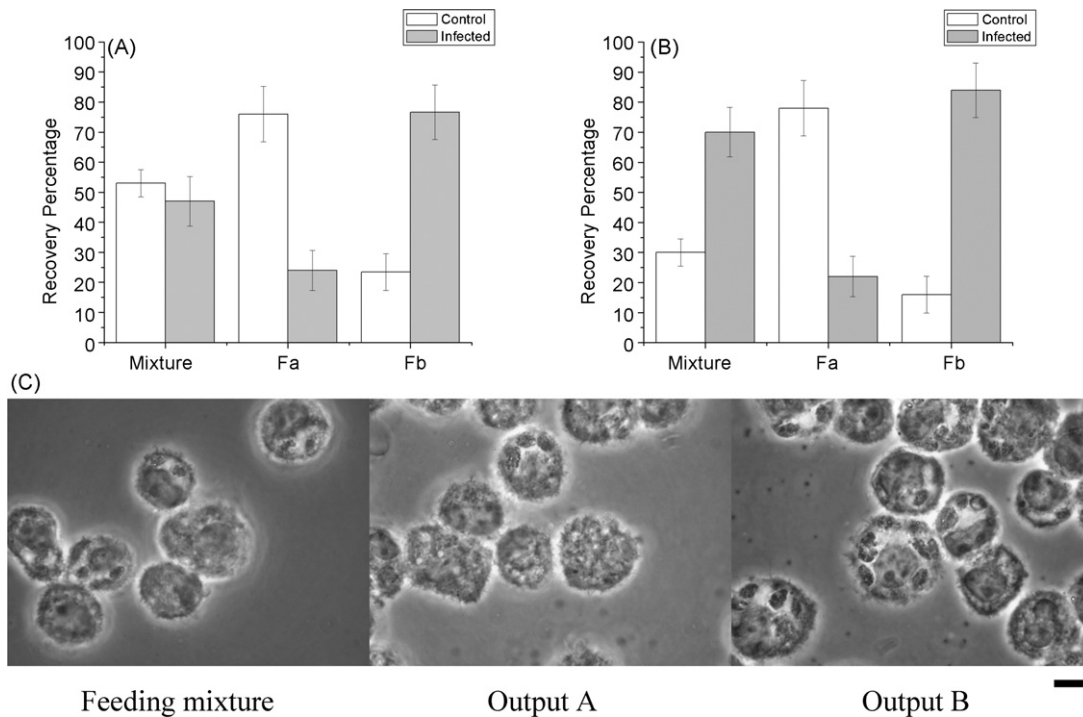 (A)
Control
Infected
Recovery Percentage
100
90
80
70
60
50
40
30
20
10
0
Mixture
Fa
Fb
(B)
Control
Infected
Recovery Percentage
100
90
80
70
60
50
40
30
20
10
0
Mixture
Fa
Fb
(C)
Feeding mixture
Output A
Output B